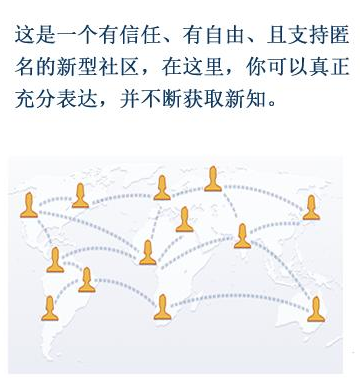 这是一个有信任、有自由、且支持匿
名的新型社区，在这里，你可以真正
充分表达，并不断获取新知。